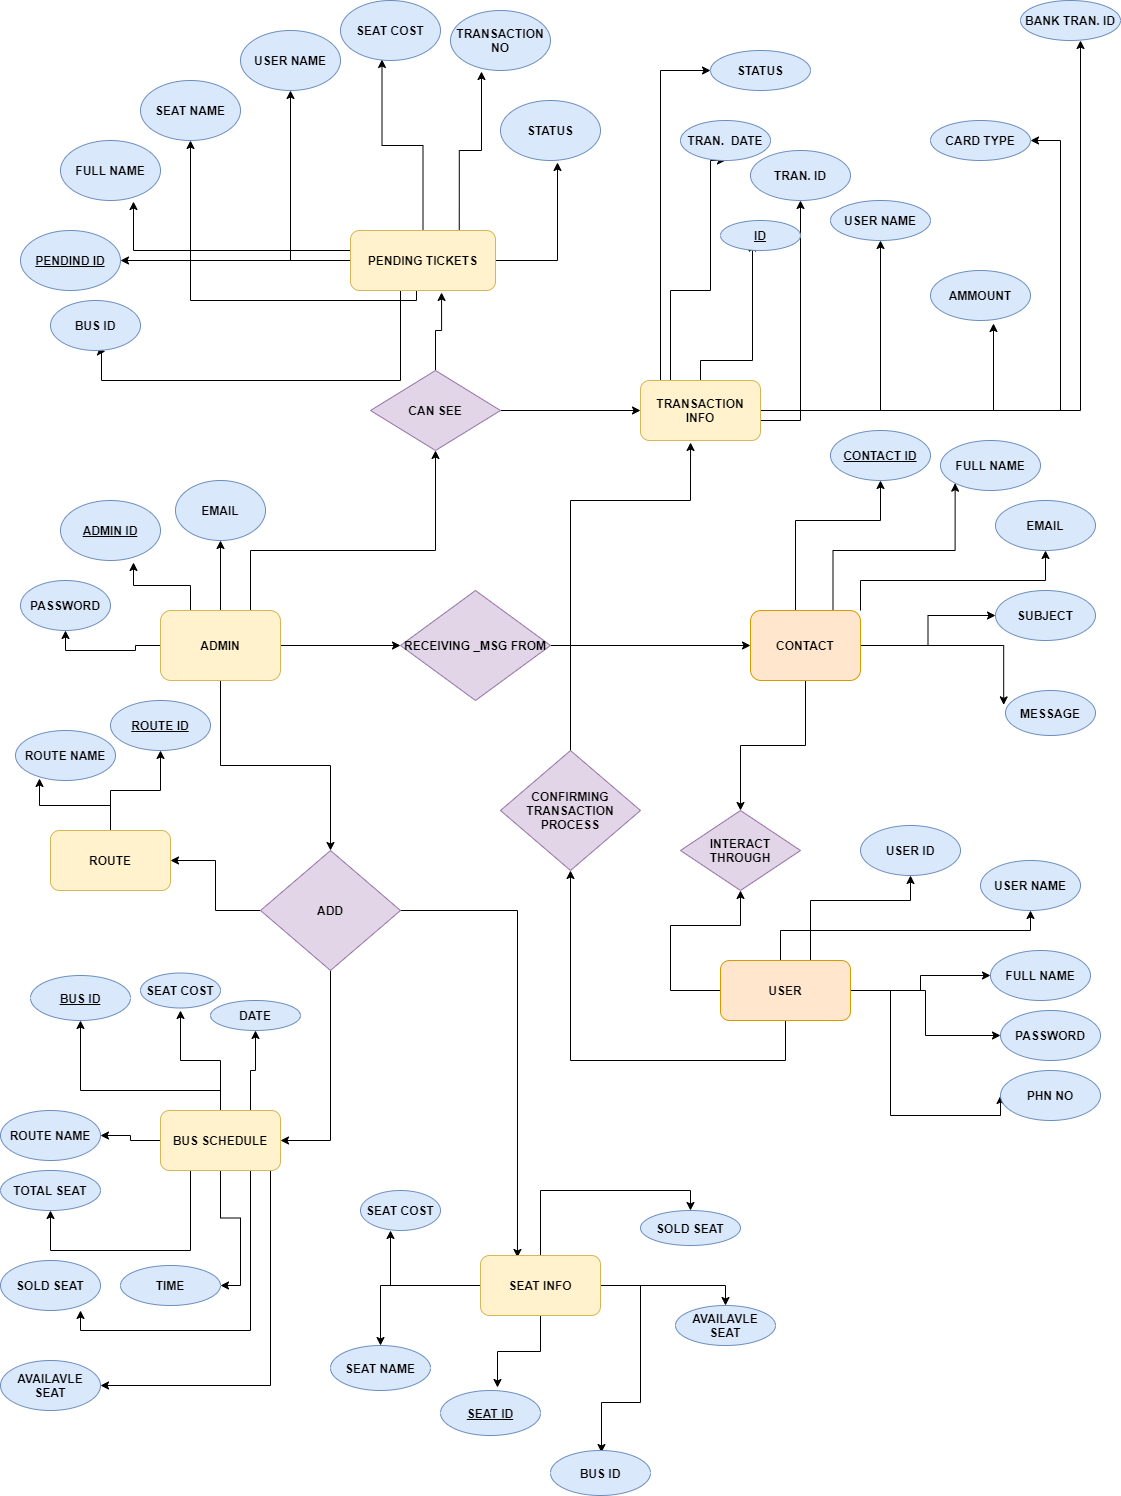 BANK TRAN. ID
SEAT COST
TRANSACTION
NO
USER NAME
STATUS
SEAT NAME
STATUS
TRAN.  DATE
CARD TYPE
FULL NAME
TRAN. ID
USER NAME
ID
PENDIND ID
PENDING TICKETS
AMMOUNT
BUS ID
CAN SEE
TRANSACTION
INFO
CONTACT ID
FULL NAME
EMAIL
ADMIN ID
EMAIL
PASSWORD
SUBJECT
ADMIN
RECEIVING _MSG FROM
CONTACT
MESSAGE
ROUTE ID
ROUTE NAME
CONFIRMING
TRANSACTION
PROCESS
INTERACT
THROUGH
USER ID
ROUTE
USER NAME
ADD
FULL NAME
BUS ID
SEAT COST
USER
DATE
PASSWORD
PHN NO
ROUTE NAME
BUS SCHEDULE
TOTAL SEAT
SEAT COST
SOLD SEAT
SOLD SEAT
TIME
SEAT INFO
AVAILAVLE
SEAT
SEAT NAME
AVAILAVLE
SEAT
SEAT ID
BUS ID